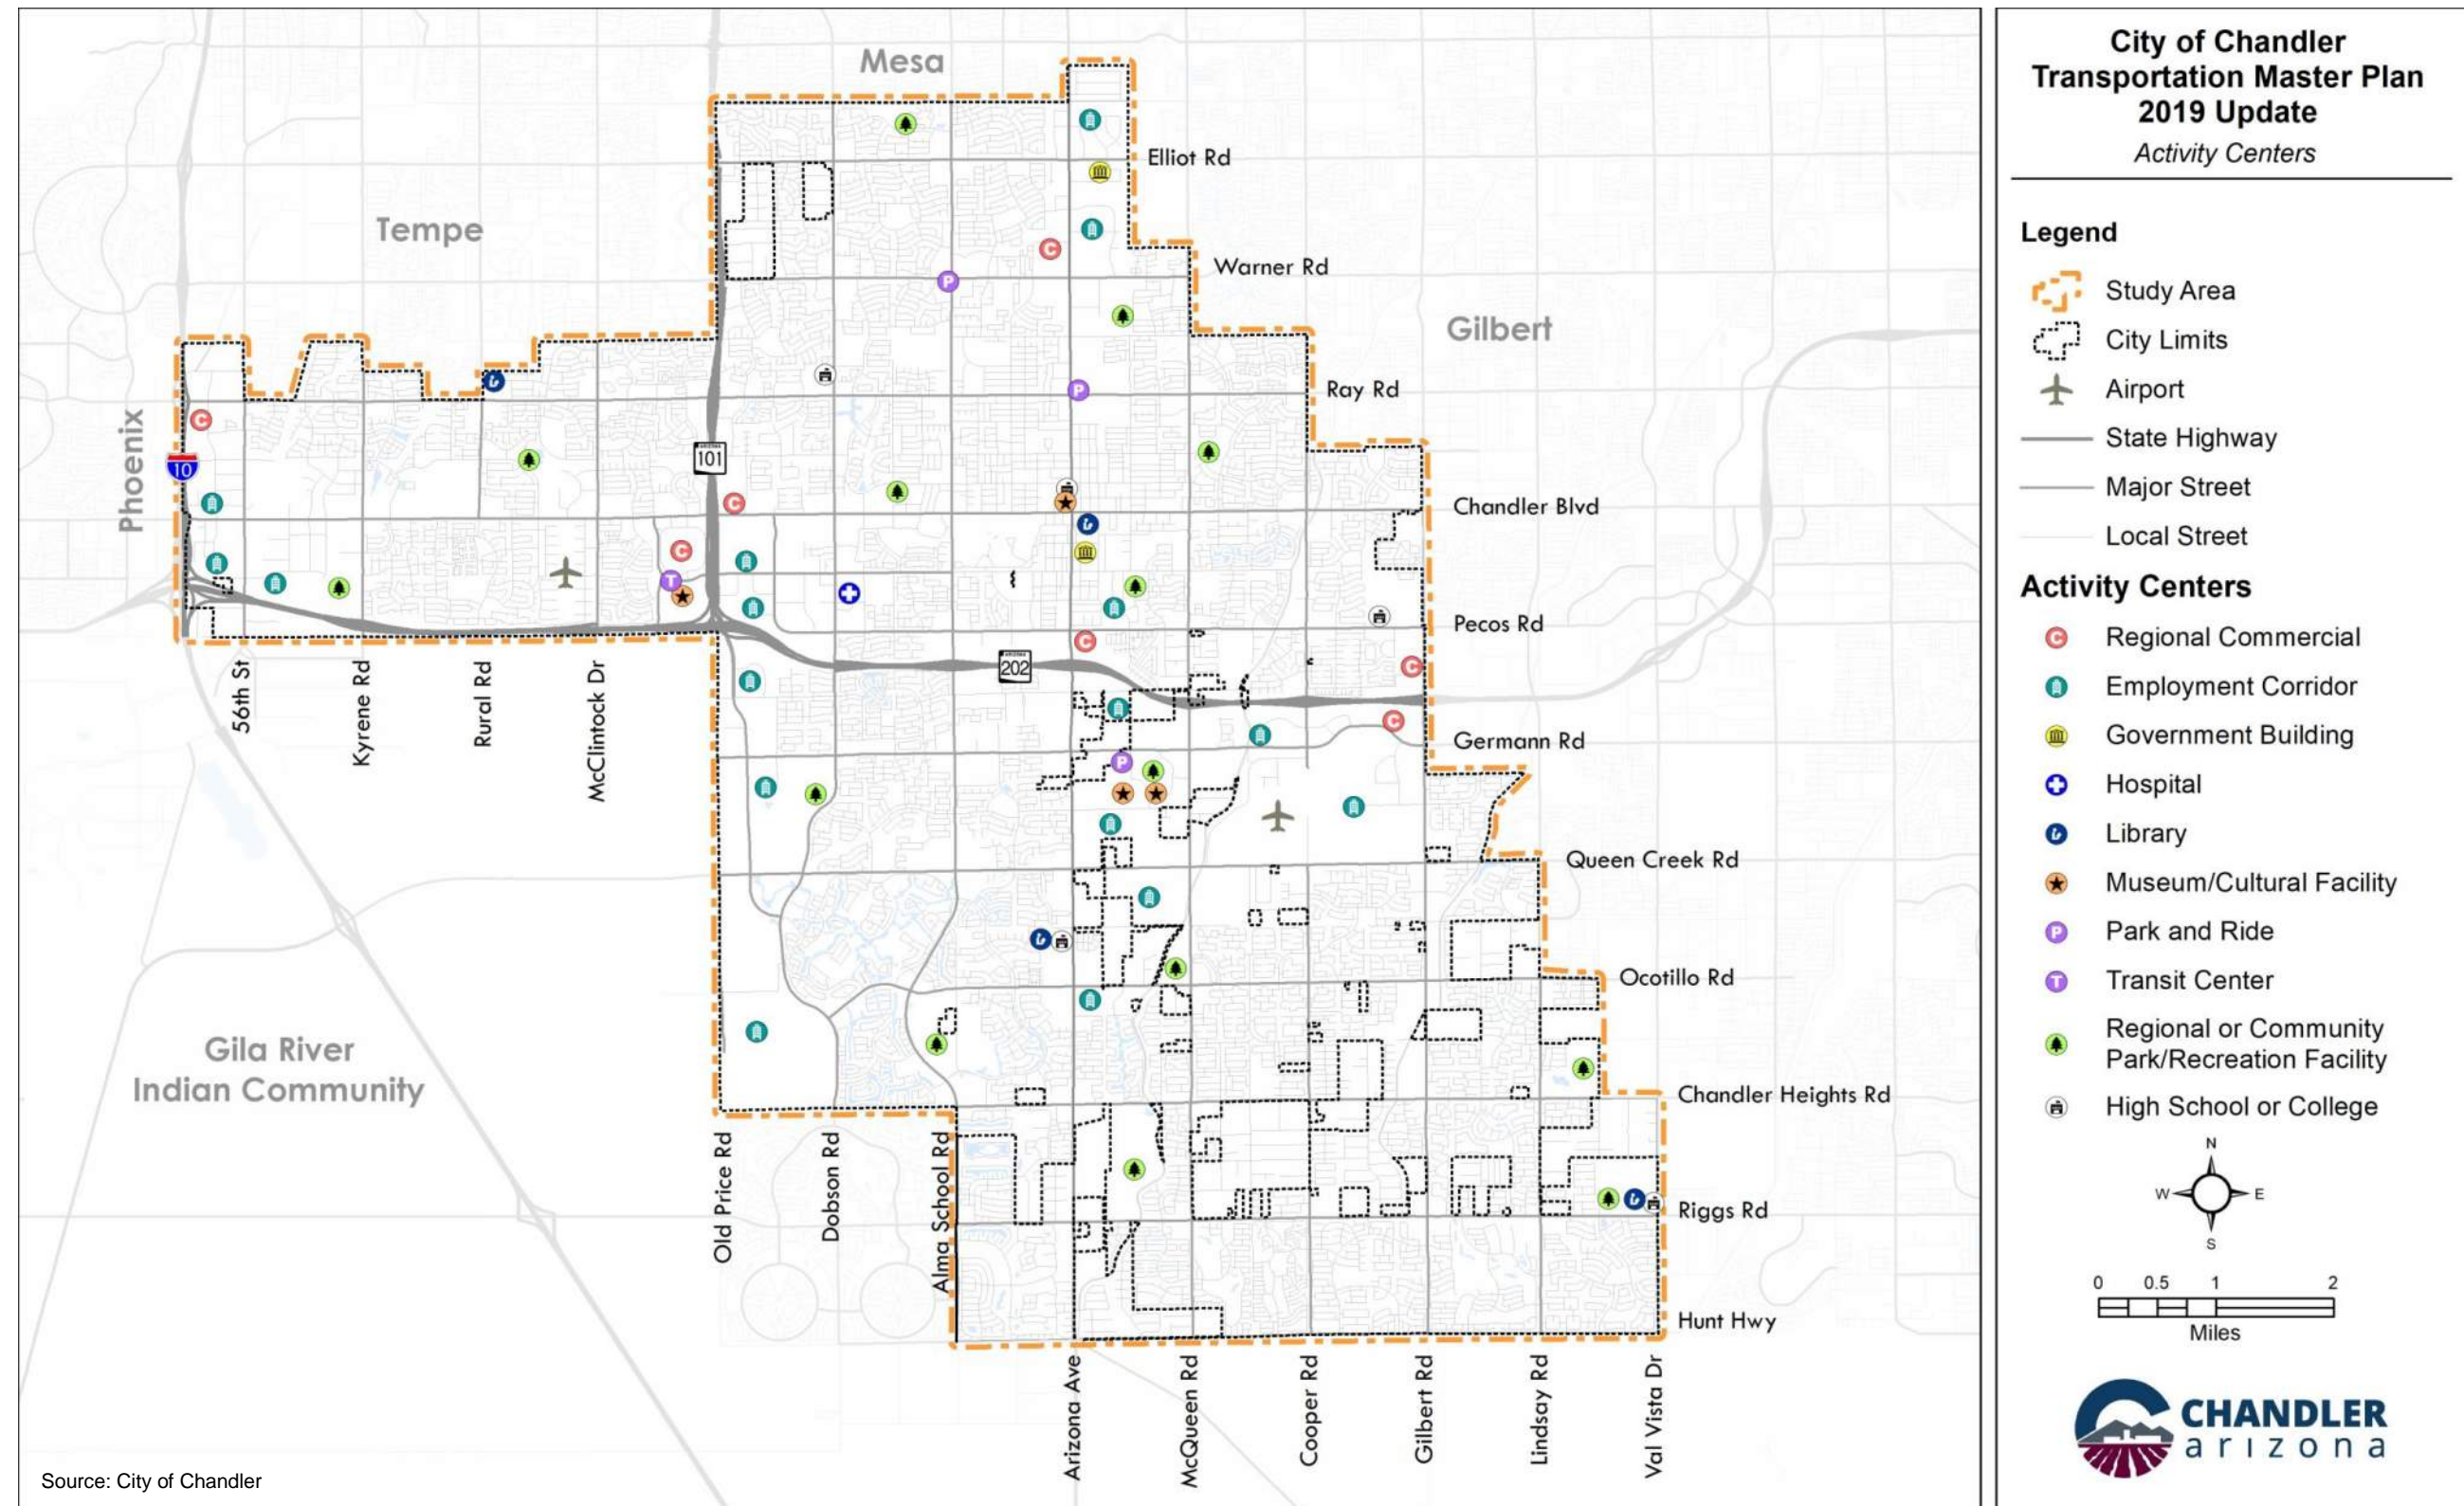 Mesa
Elliot Rd
Tempe
Warner Rd
Gilbert
Ray Rd
Phoenix
10
ARIZONA
101
Chandler Blvd
Pecos Rd
ARIZONA
202
56th St
Kyrene Rd
Rural Rd
McClintock Dr
Germann Rd
Queen Creek Rd
Ocotillo Rd
Gila River
Indian Community
Chandler Heights Rd
Old Price Rd
Dobson Rd
Alma School Rd
Riggs Rd
Hunt Hwy
Arizona Ave
McQueen Rd
Cooper Rd
Gilbert Rd
Lindsay Rd
Val Vista Dr
Source: City of Chandler
City of Chandler
Transportation Master Plan
2019 Update
Activity Centers
Legend
Study Area
City Limits
Airport
State Highway
Major Street
Local Street
Activity Centers
C Regional Commercial
Employment Corridor
Government Building
Hospital
Library
Museum/Cultural Facility
P Park and Ride
T Transit Center
Regional or Community
Park/Recreation Facility
High School or College
N
W E
S
0 0.5 1 2
Miles
CHANDLER
arizona